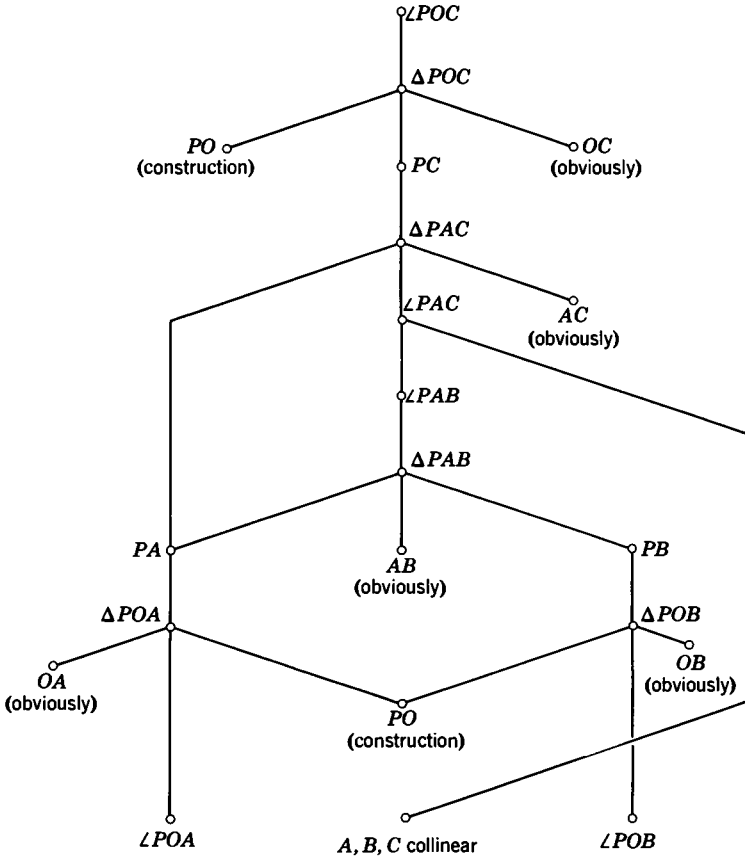 ∠POC
ΔPOC
PO
(construction)
OC
(obviously)
PC
ΔPAC
AC
(obviously)
∠PAC
∠PAB
ΔPAB
PA
AB
(obviously)
PB
ΔPOA
ΔPOB
OA
(obviously)
OB
(obviously)
PO
(construction)
∠POA
A, B, C collinear
∠POB